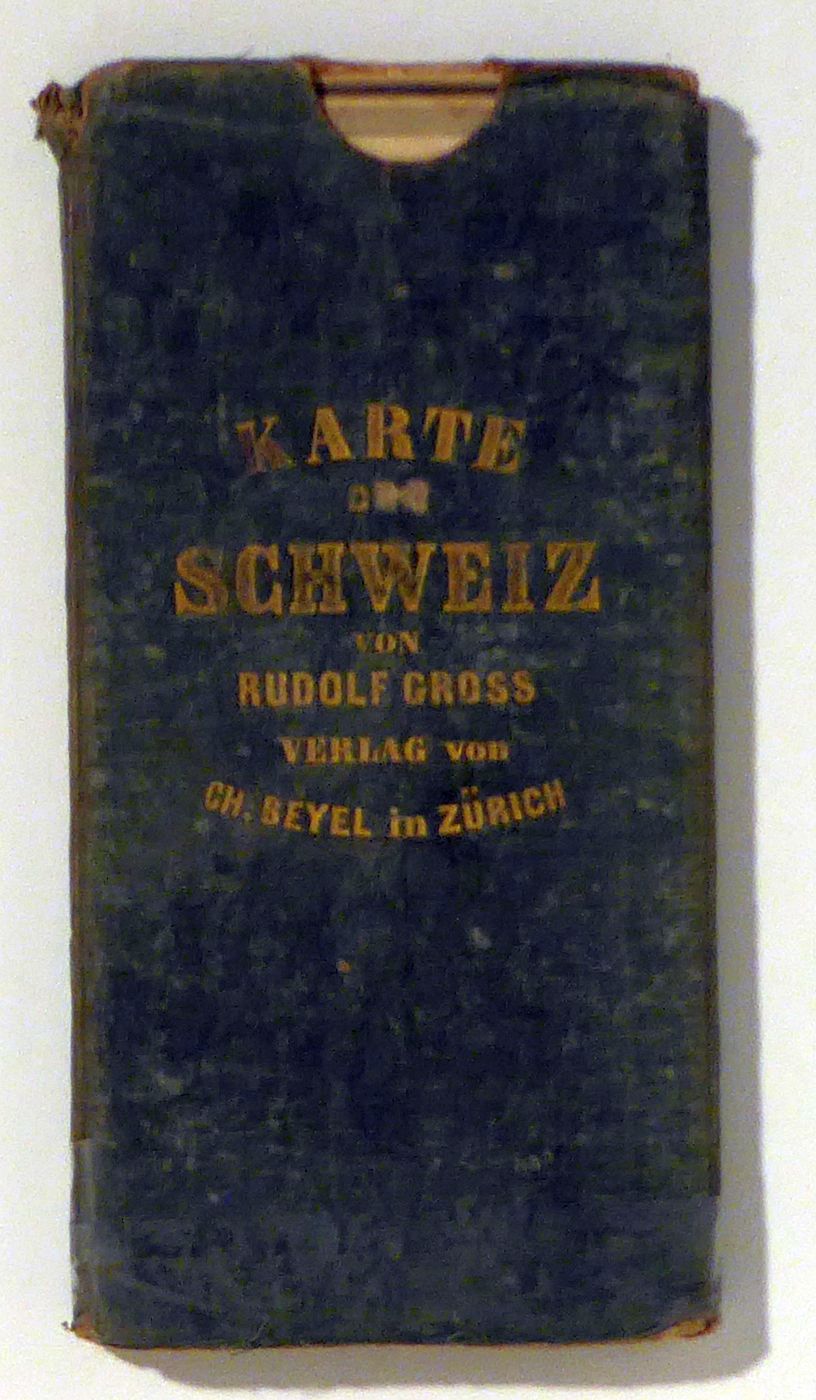 KARTE
DER
SCHWEIZ
VON
RUDOLF GROSS
VERLAG von
CH. BEYEL in ZÜRICH